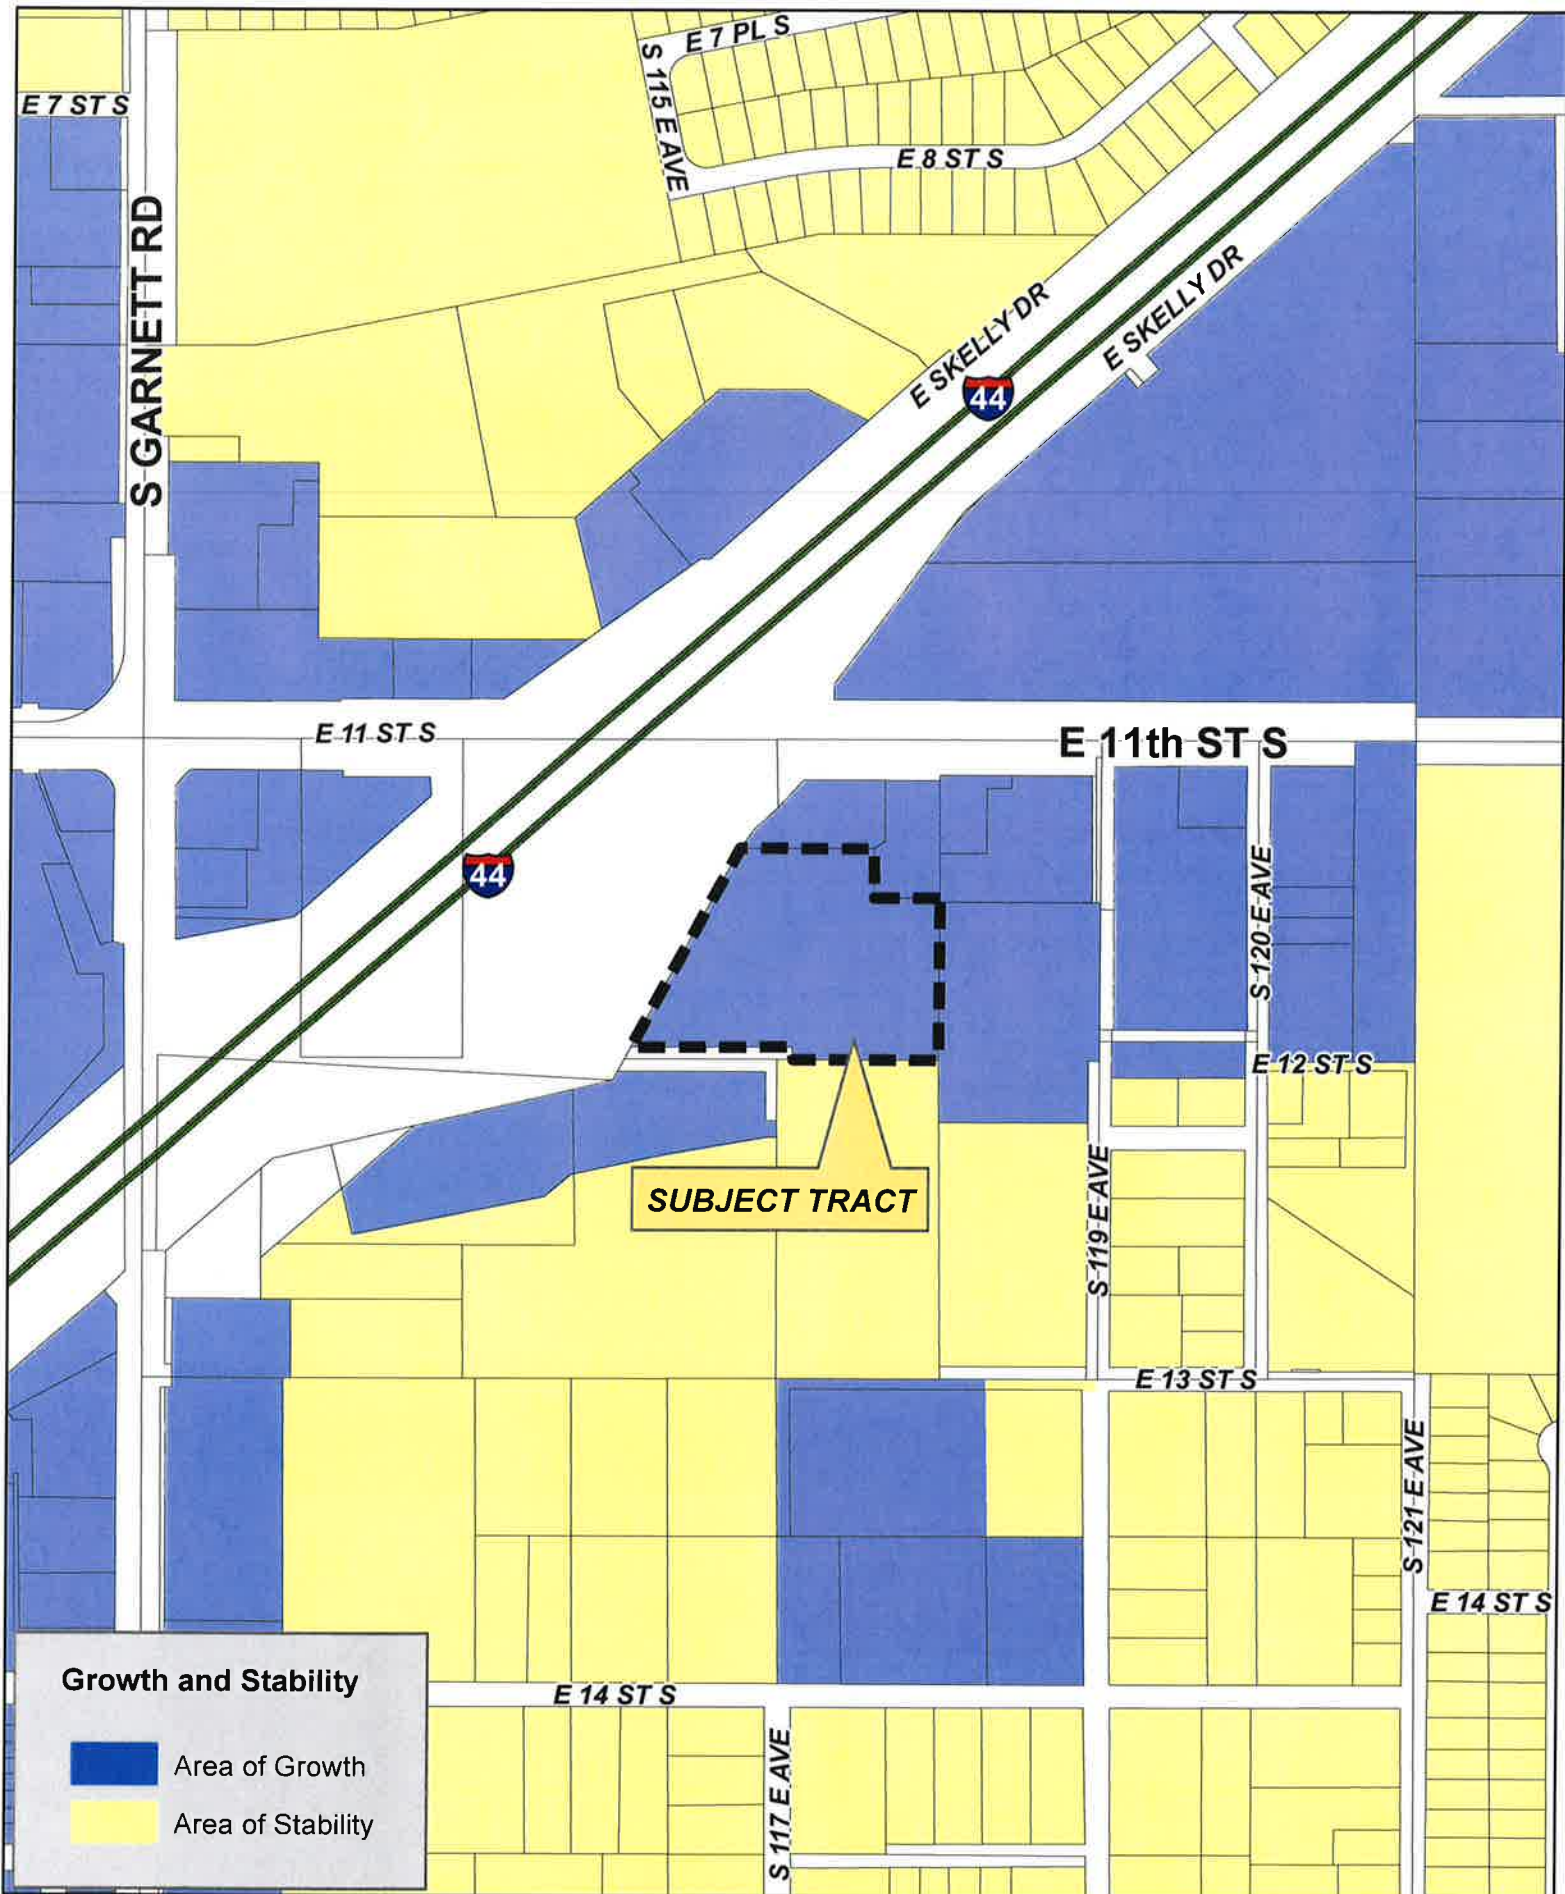 E 7 PL S
S 115 E AVE
E 7 ST S
E 8 ST S
S GARNETT RD
E SKELLY DR
E SKELLY DR
44
E 11 ST S
E 11th ST S
44
S 120 E AVE
E 12 ST S
SUBJECT TRACT
S 119 E AVE
E 13 ST S
S 121 E AVE
E 14 ST S
Growth and Stability
Area of Growth
Area of Stability
E 14 ST S
S 117 E AVE